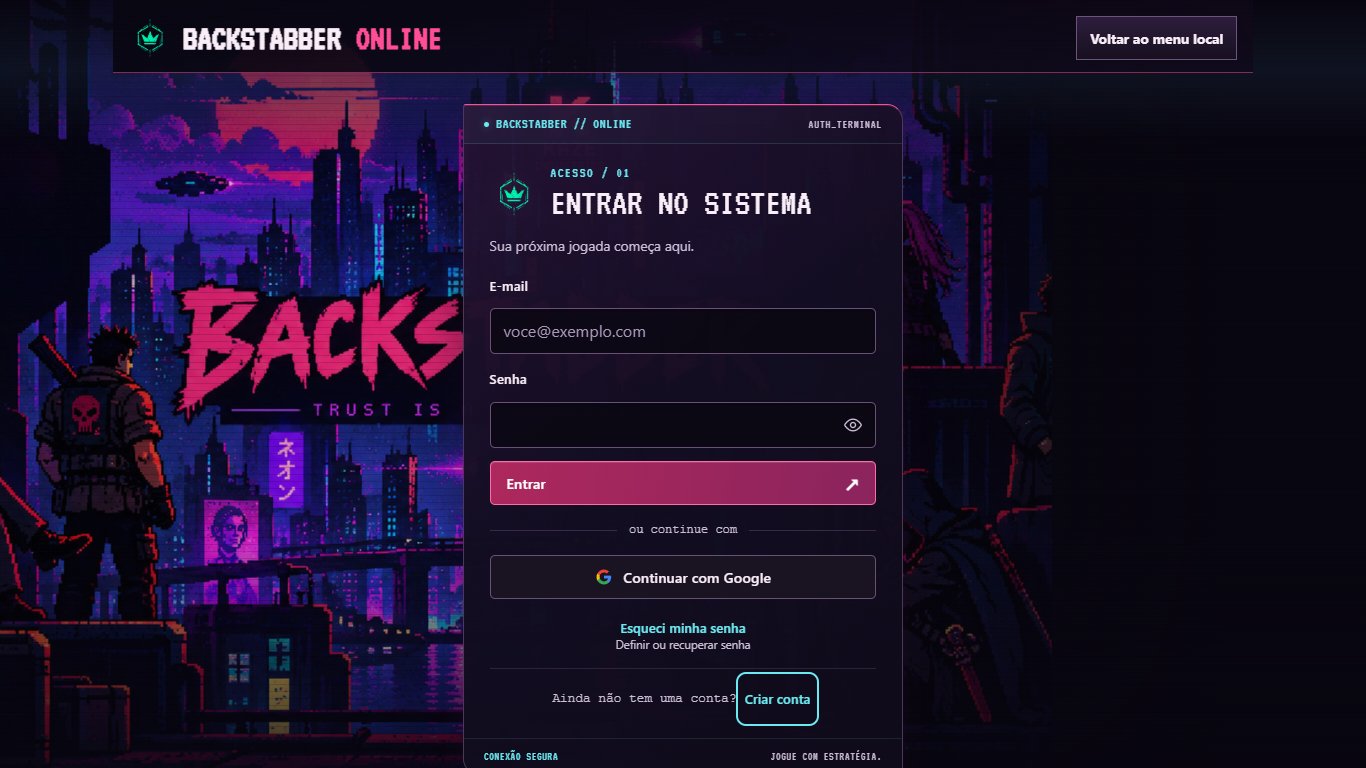 BACKSTABBER ONLINE
Voltar ao menu local
BACKSTABBER // ONLINE
AUTH_TERMINAL
ACESSO / 01
ENTRAR NO SISTEMA
Sua próxima jogada começa aqui.
E-mail
voce@exemplo.com
Senha
Entrar
ou continue com
Continuar com Google
Esqueci minha senha
Definir ou recuperar senha
Ainda não tem uma conta? Criar conta
CONEXÃO SEGURA
JOGUE COM ESTRATÉGIA.
BACKS
TRUST IS
ネオン